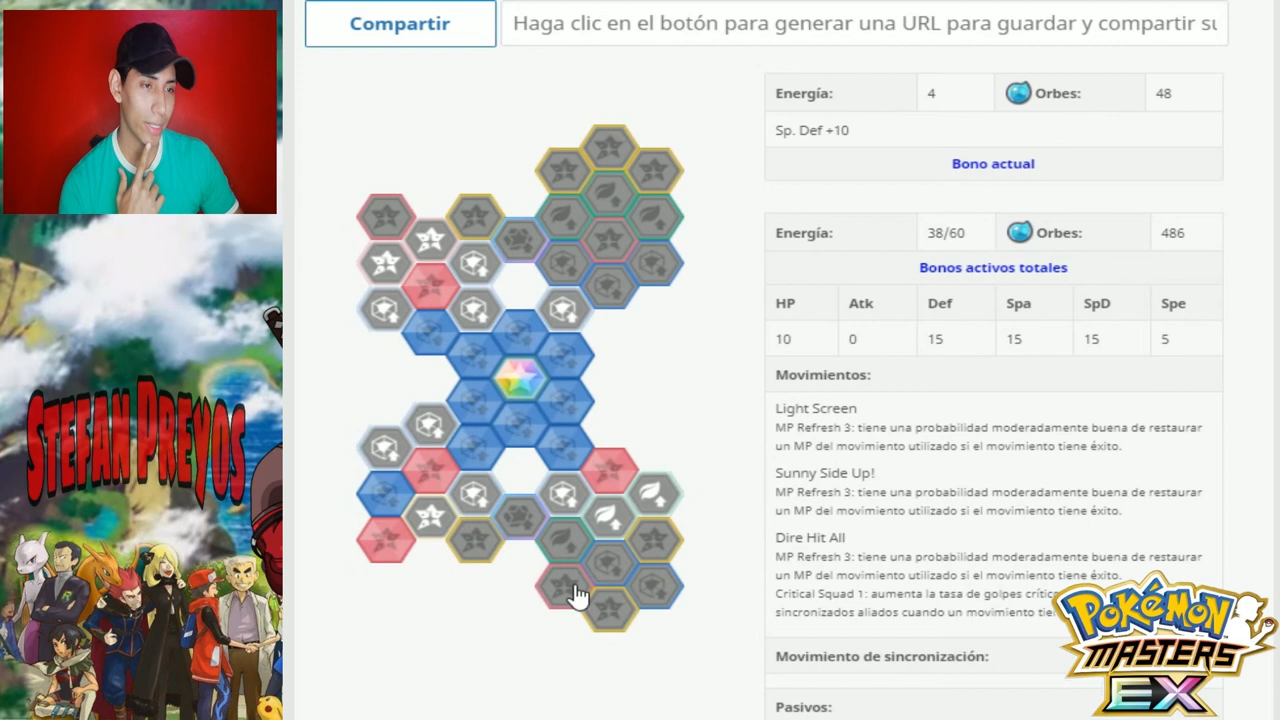 Compartir
Haga clic en el botón para generar una URL para guardar y compartir su
Energía: 4 Orbes: 48
Sp. Def +10
Bono actual
Energía: 38/60 Orbes: 486
Bonos activos totales
HP Atk Def Spa SpD Spe
10 0 15 15 15 5
Movimientos:
Light Screen
MP Refresh 3: tiene una probabilidad moderadamente buena de restaurar
un MP del movimiento utilizado si el movimiento tiene éxito.
Sunny Side Up!
MP Refresh 3: tiene una probabilidad moderadamente buena de restaurar
un MP del movimiento utilizado si el movimiento tiene éxito.
Dire Hit All
MP Refresh 3: tiene una probabilidad moderadamente buena de restaurar
un MP del movimiento utilizado si el movimiento tiene éxito.
Critical Squad 1: aumenta la tasa de golpes
sincronizados aliados cuando un movimiento
Movimiento de sincronización:
Pasivos:
STEFAN PREYOS
POKéMON
MASTERS
EX